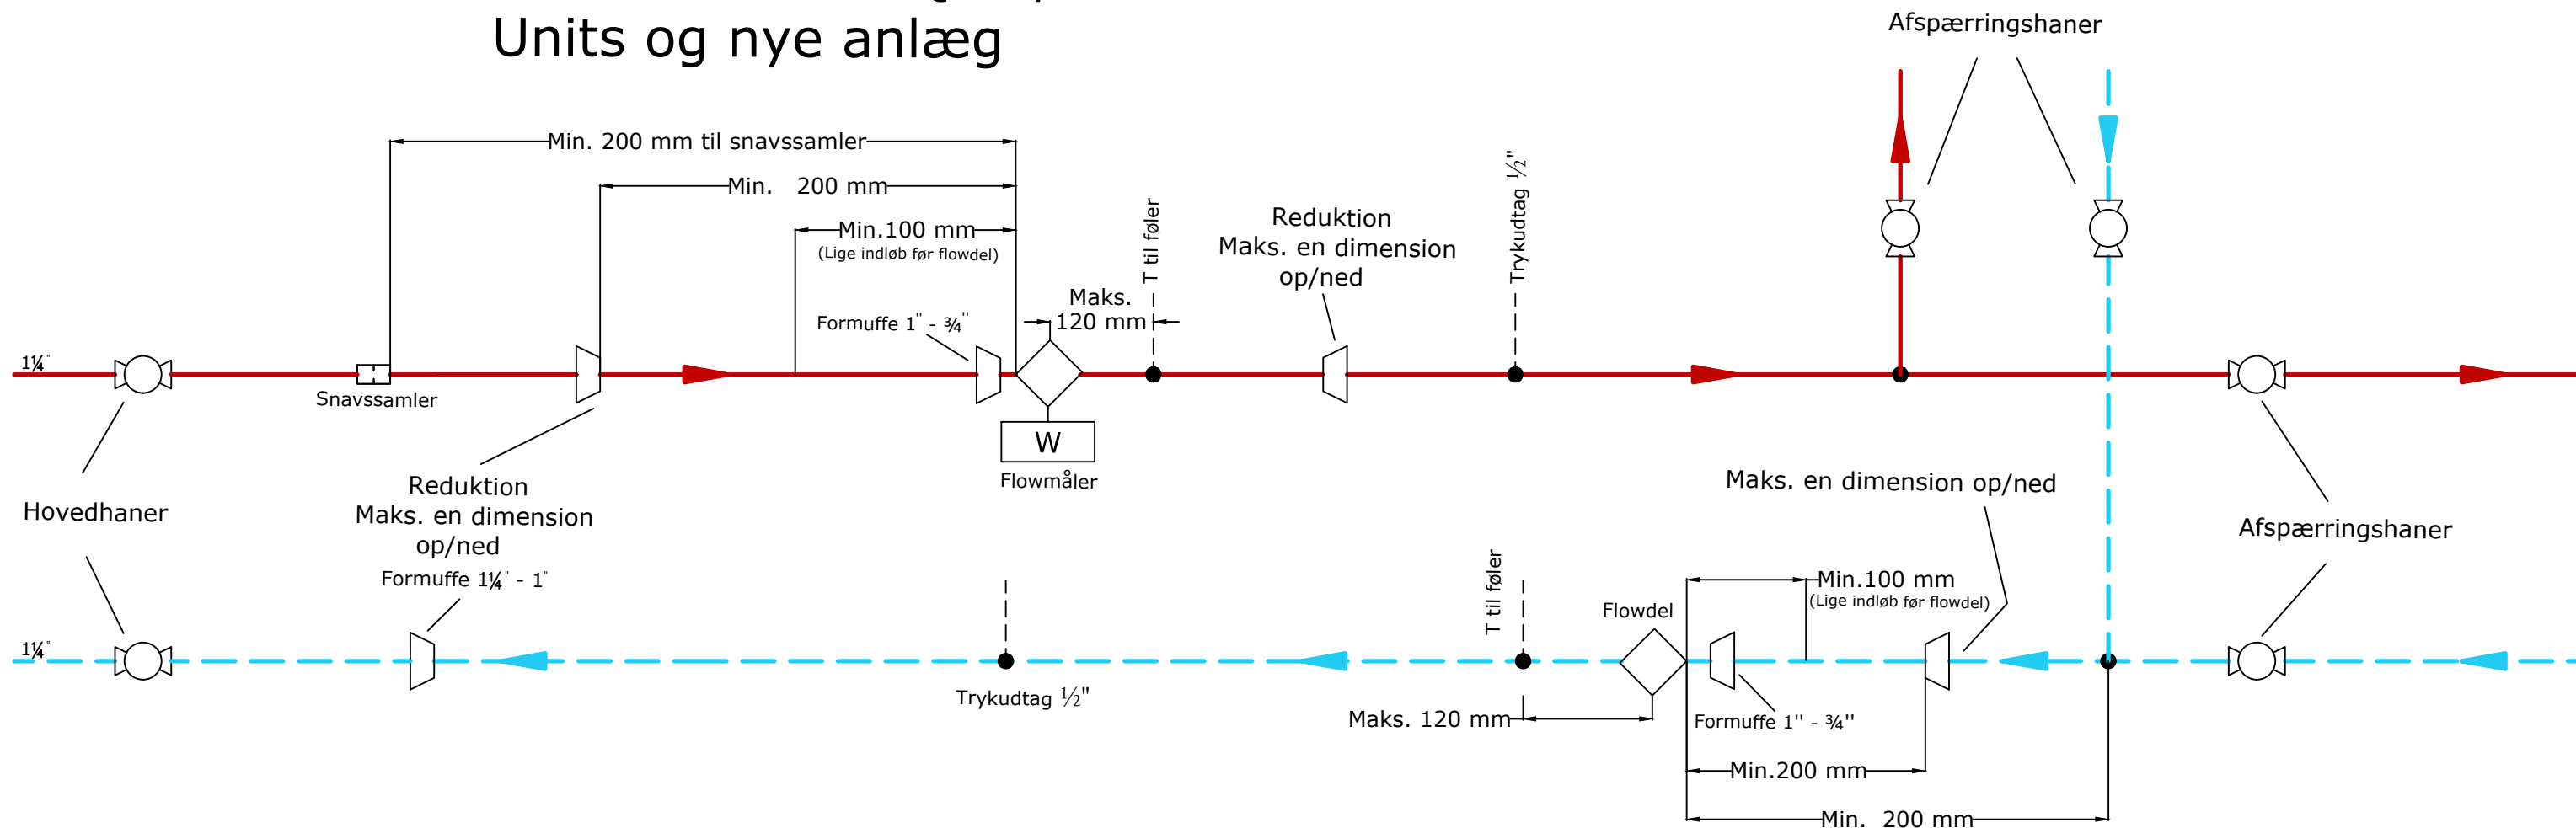 Units og nye anlæg
Afspærringshaner
Min. 200 mm til snavssamler
Min. 200 mm
Min.100 mm
(Lige indløb før flowdel)
T til føler
Trykudtag ½"
Reduktion
Maks. en dimension
op/ned
Maks.
120 mm
Formuffe 1" - ¾"
1¼"
Snavssamler
W
Flowmåler
Hovedhaner
Reduktion
Maks. en dimension
op/ned
Formuffe 1¼" - 1"
Maks. en dimension op/ned
Afspærringshaner
T til føler
Flowdel
Min.100 mm
(Lige indløb før flowdel)
1¼"
Trykudtag ½"
Maks. 120 mm
Formuffe 1" - ¾"
Min.200 mm
Min. 200 mm